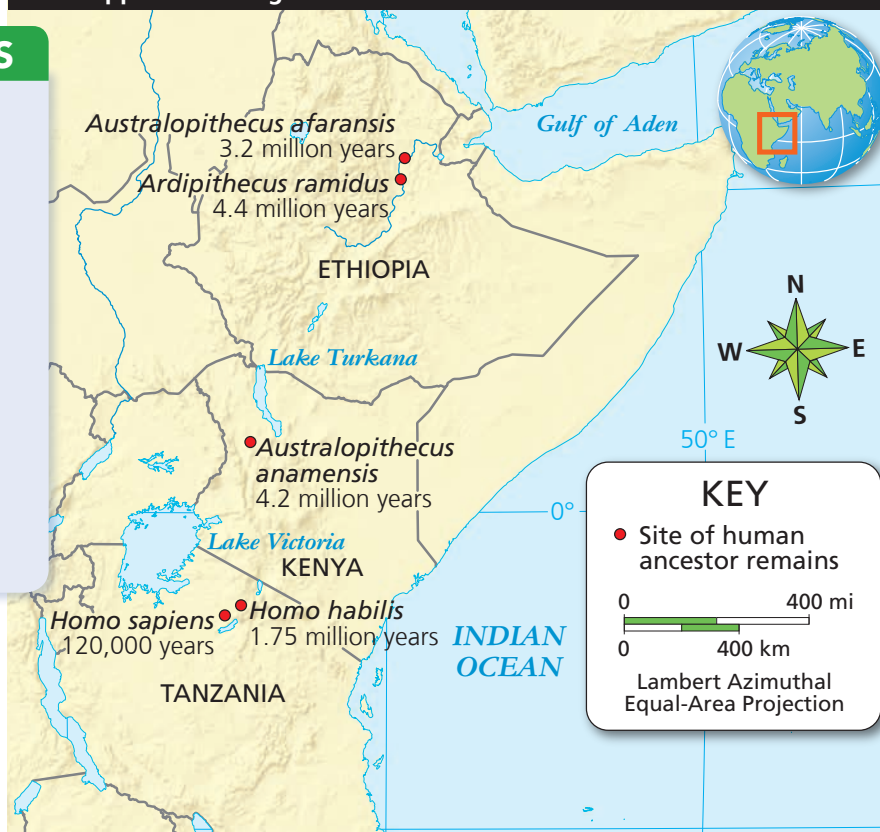 S
Australopithecus afaransis
3.2 million years
Ardipithecus ramidus
4.4 million years
Gulf of Aden
ETHIOPIA
Lake Turkana
N
W
E
S
Australopithecus
anamensis
4.2 million years
50° E
0°
Lake Victoria
KENYA
Homo sapiens
120,000 years
Homo habilis
1.75 million years
TANZANIA
INDIAN
OCEAN
KEY
Site of human
ancestor remains
0 400 mi
0 400 km
Lambert Azimuthal
Equal-Area Projection